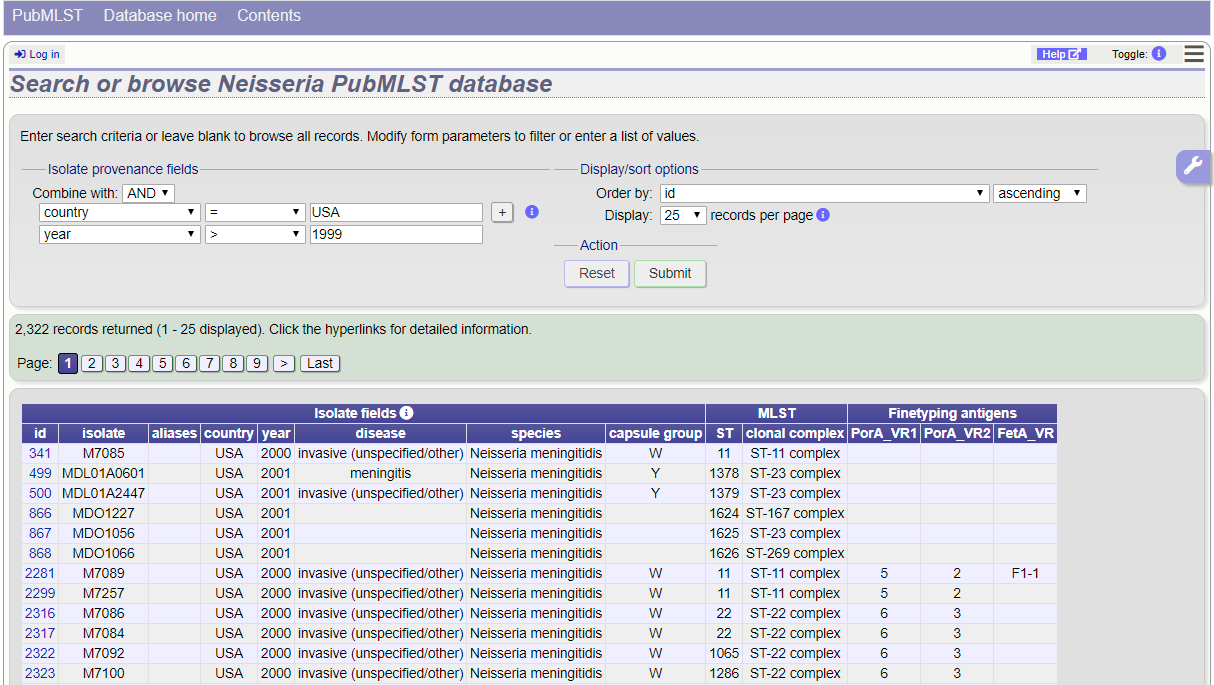 PubMLST Database home Contents
Log in Help Toggle:
Search or browse Neisseria PubMLST database
Enter search criteria or leave blank to browse all records. Modify form parameters to filter or enter a list of values.
Isolate provenance fields Display/sort options
Combine with: AND Order by: id ascending
country = USA + Display: 25 records per page
year > 1999
Action
Reset Submit
2,322 records returned (1 - 25 displayed). Click the hyperlinks for detailed information.
Page: 1 2 3 4 5 6 7 8 9 > Last
Isolate fields MLST Finetyping antigens
id isolate aliases country year disease species capsule group ST clonal complex PorA_VR1 PorA_VR2 FetA_VR
341 M7085 USA 2000 invasive (unspecified/other) Neisseria meningitidis W 11 ST-11 complex
499 MDL01A0601 USA 2001 meningitis Neisseria meningitidis Y 1378 ST-23 complex
500 MDL01A2447 USA 2001 invasive (unspecified/other) Neisseria meningitidis Y 1379 ST-23 complex
866 MDO1227 USA 2001 Neisseria meningitidis 1624 ST-167 complex
867 MDO1056 USA 2001 Neisseria meningitidis 1625 ST-23 complex
868 MDO1066 USA 2001 Neisseria meningitidis 1626 ST-269 complex
2281 M7089 USA 2000 invasive (unspecified/other) Neisseria meningitidis W 11 ST-11 complex 5 2 F1-1
2299 M7257 USA 2000 invasive (unspecified/other) Neisseria meningitidis W 11 ST-11 complex 5 2
2316 M7086 USA 2000 invasive (unspecified/other) Neisseria meningitidis W 22 ST-22 complex 6 3
2317 M7084 USA 2000 invasive (unspecified/other) Neisseria meningitidis W 22 ST-22 complex 6 3
2322 M7092 USA 2000 invasive (unspecified/other) Neisseria meningitidis W 1065 ST-22 complex 6 3
2323 M7100 USA 2000 invasive (unspecified/other) Neisseria meningitidis W 1286 ST-22 complex 6 3